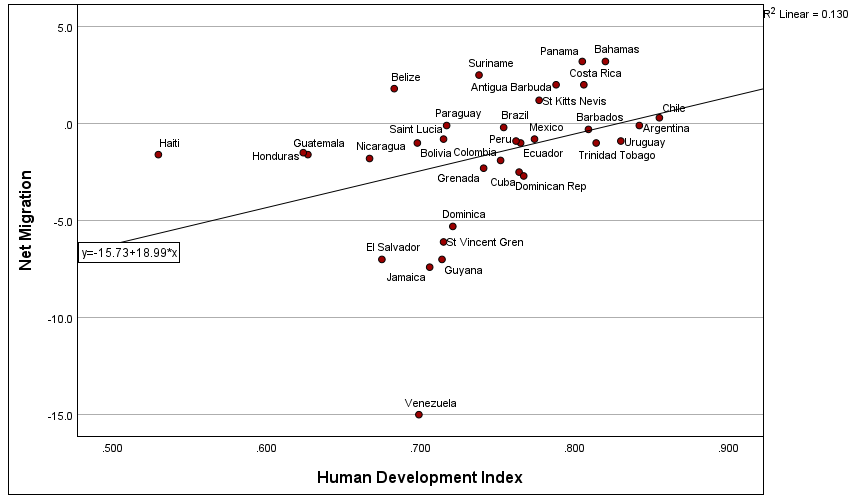 R2 Linear = 0.130
5.0
Panama
Bahamas
Suriname
Costa Rica
Belize
Antigua Barbuda
St Kitts Nevis
Chile
Paraguay
Brazil
Barbados
.0
Saint Lucia
Mexico
Argentina
Haiti
Guatemala
Nicaragua
Peru
Uruguay
Honduras
Bolivia
Colombia
Ecuador
Trinidad Tobago
Grenada
Cuba
Dominican Rep
Net Migration
Dominica
-5.0
St Vincent Gren
El Salvador
y=-15.73+18.99*x
Guyana
Jamaica
-10.0
Venezuela
-15.0
.500
.600
.700
.800
.900
Human Development Index